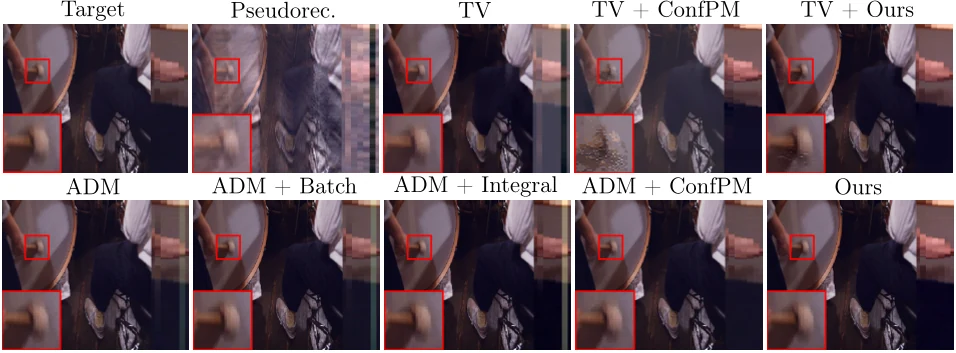 Target Pseudorec. TV TV + ConfPM TV + Ours
ADM ADM + Batch ADM + Integral ADM + ConfPM Ours